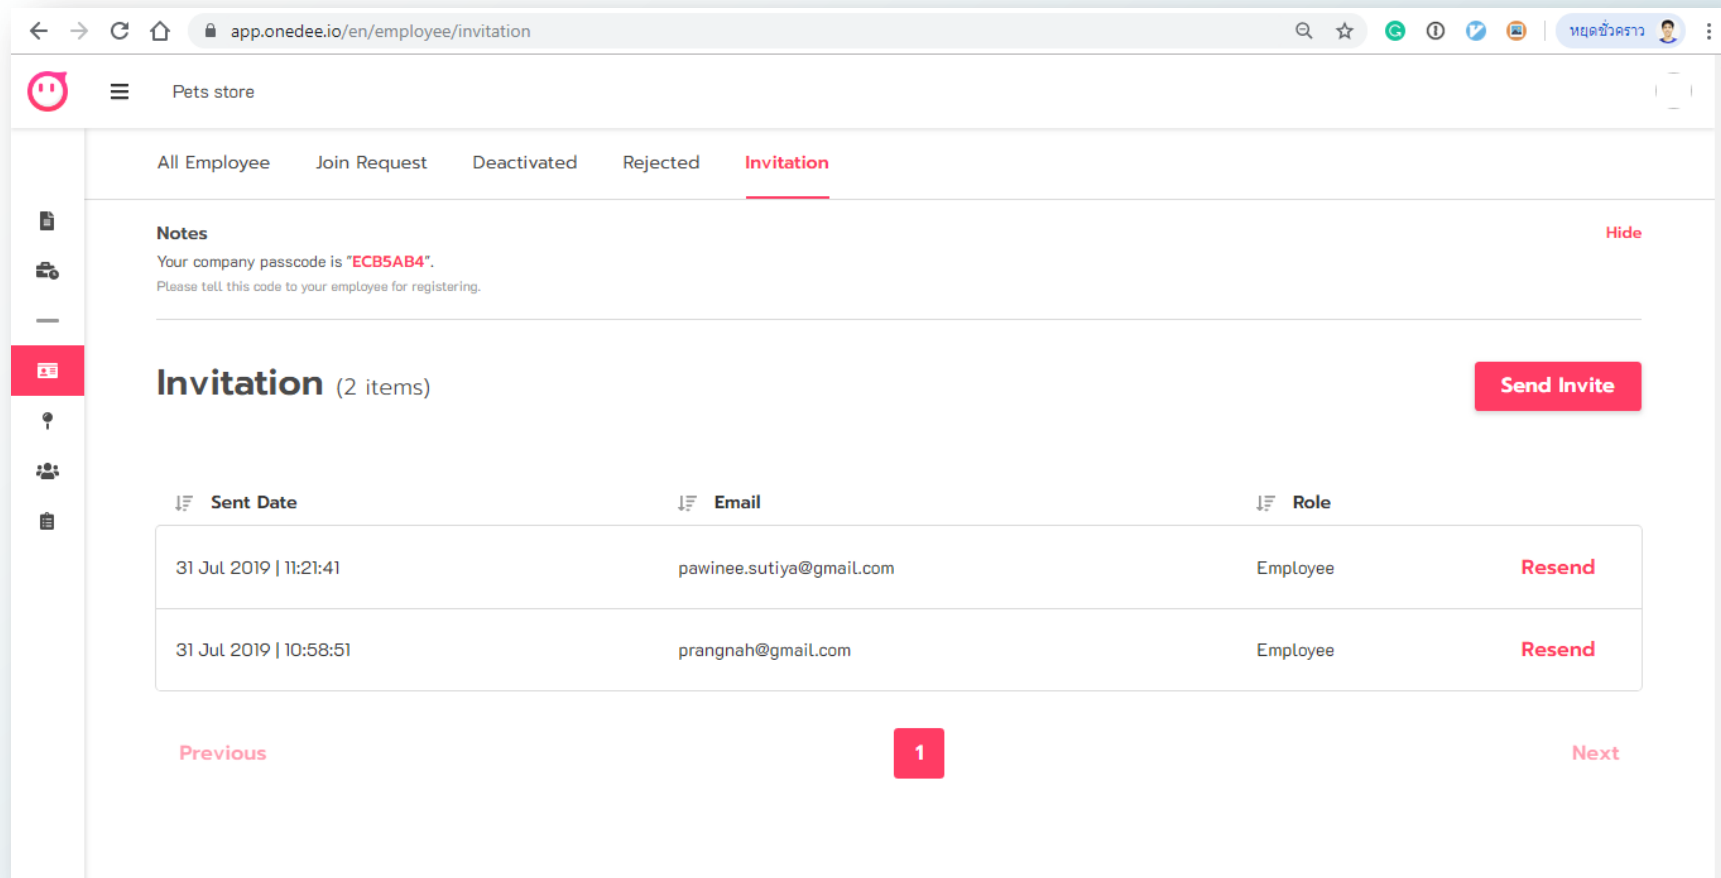 app.onedee.io/en/employee/invitation
หยุดชั่วคราว
Pets store
All Employee Join Request Deactivated Rejected Invitation
Notes Hide
Your company passcode is "ECB5AB4".
Please tell this code to your employee for registering.
Invitation (2 items) Send Invite
Sent Date Email Role
31 Jul 2019 | 11:21:41 pawinee.sutiya@gmail.com Employee Resend
31 Jul 2019 | 10:58:51 prangnah@gmail.com Employee Resend
Previous 1 Next